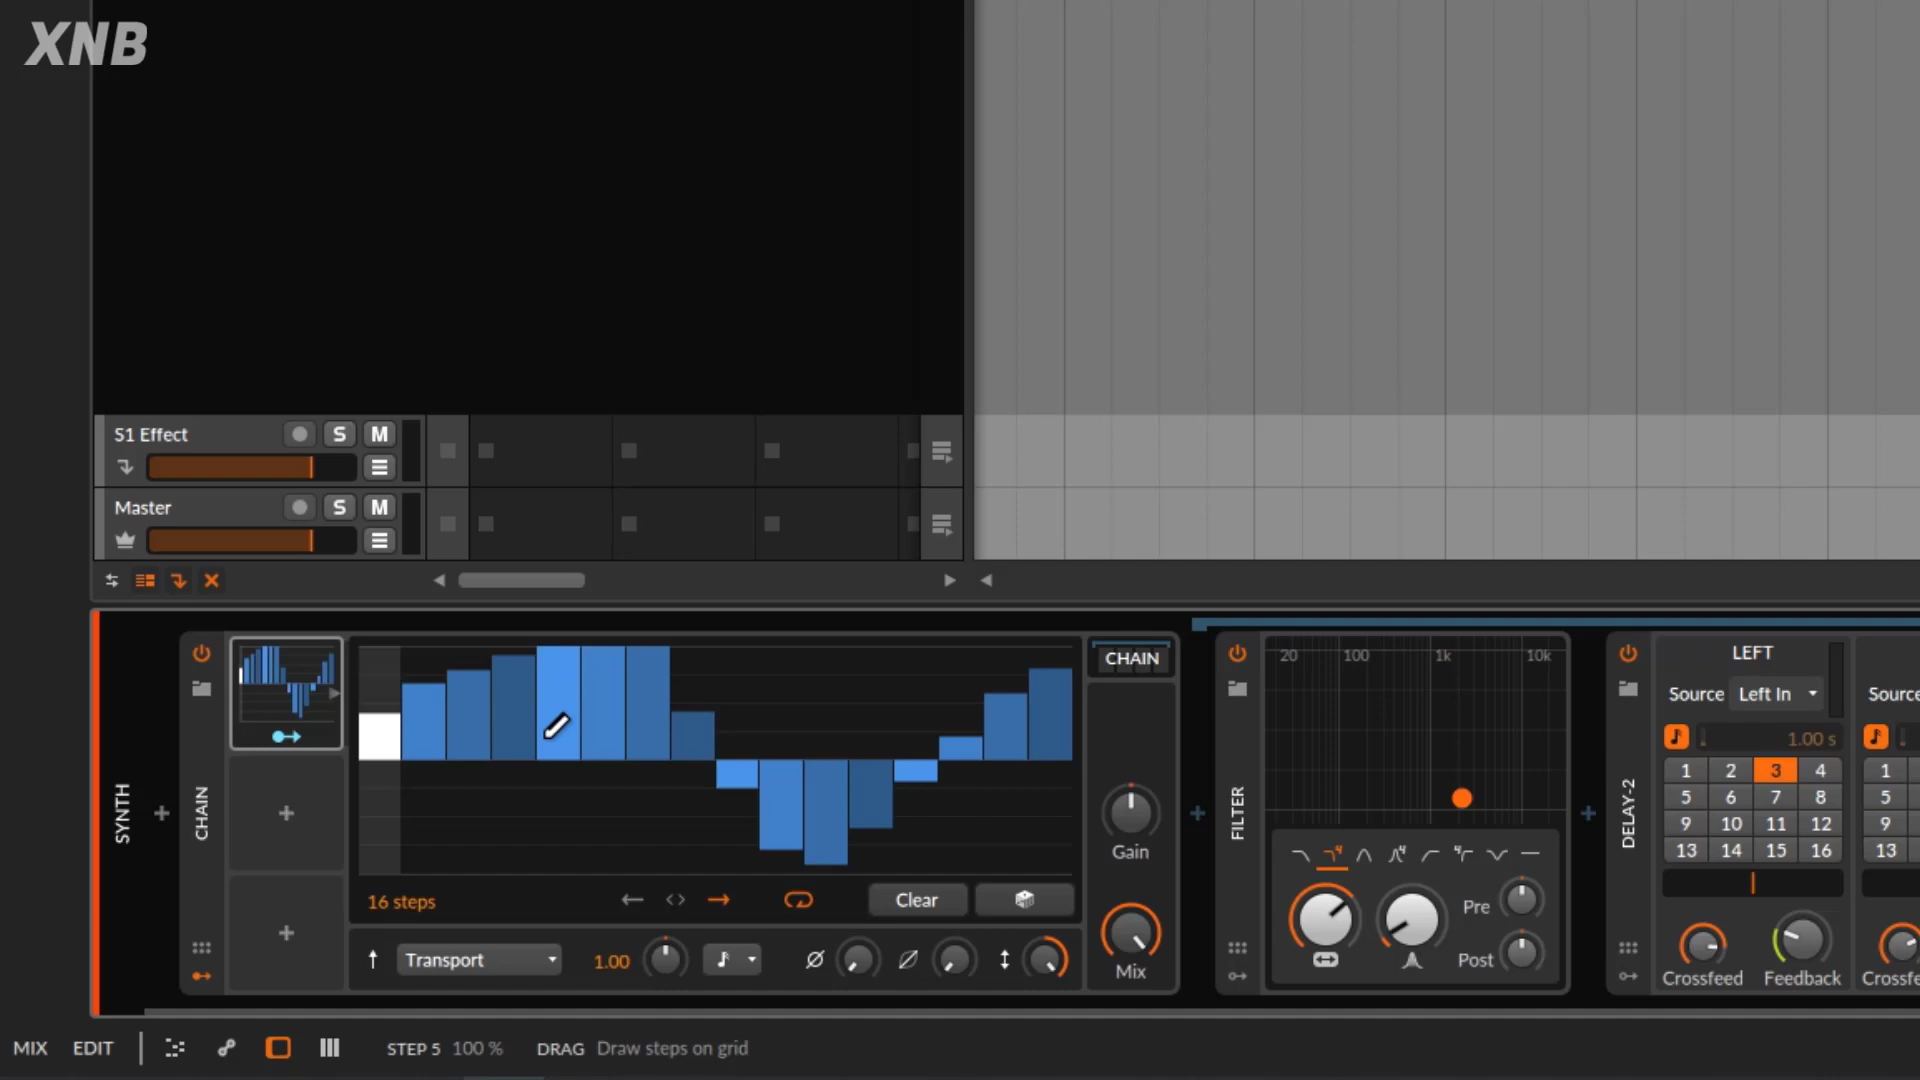 XNB
S1 Effect
S M
Master
S M
SYNTH
CHAIN
16 steps
Clear
Transport
1.00
CHAIN
Gain
Mix
FILTER
20 100 1k 10k
Pre
Post
DELAY-2
LEFT
Source Left In
1.00 s
1 2 3 4
5 6 7 8
9 10 11 12
13 14 15 16
Crossfeed Feedback
Source
1
5
9
13
Crossfe
MIX EDIT STEP 5 100 % DRAG Draw steps on grid